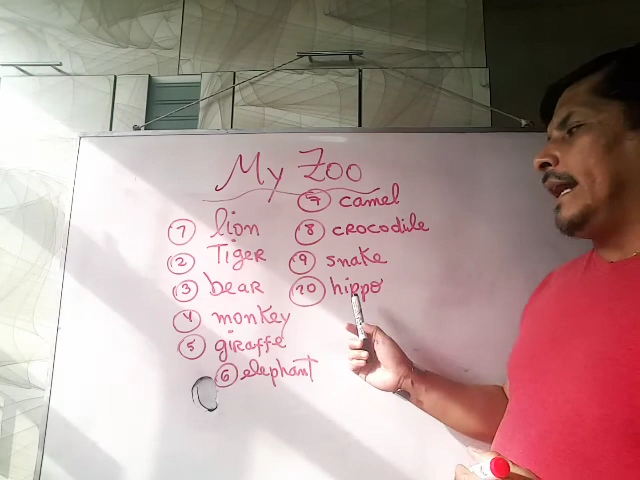 My Zoo
1 lion
2 Tiger
3 bear
4 monkey
5 giraffe
6 elephant
7 camel
8 crocodile
9 snake
10 hippo